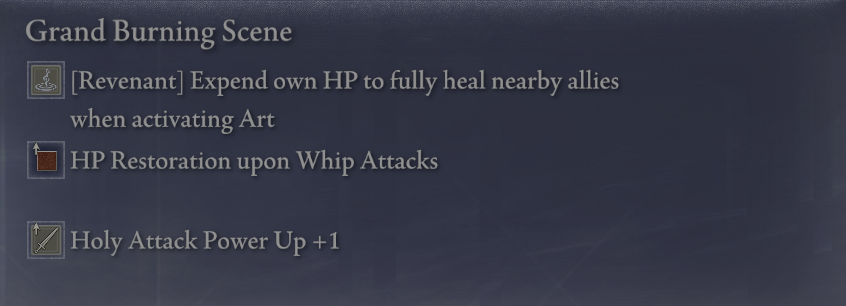 Grand Burning Scene
[Revenant] Expend own HP to fully heal nearby allies
when activating Art
HP Restoration upon Whip Attacks
Holy Attack Power Up +1